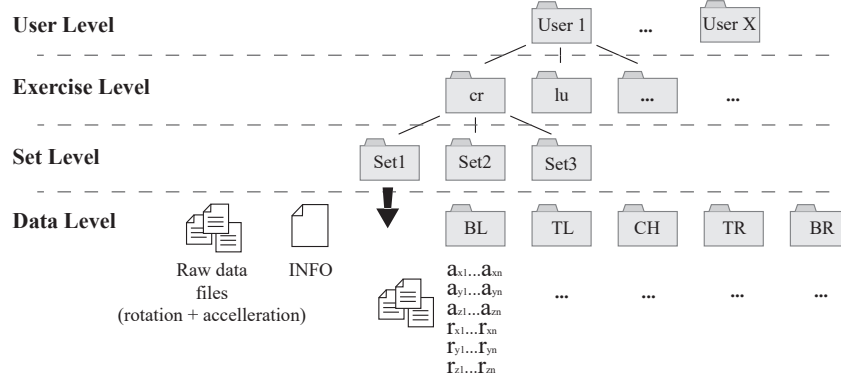 User Level
User 1
...
User X
Exercise Level
cr
lu
...
...
Set Level
Set1
Set2
Set3
Data Level
BL
TL
CH
TR
BR
Raw data
files
(rotation + accelleration)
INFO
ax1...axn
ay1...ayn
az1...azn
rx1...rxn
ry1...ryn
rz1...rzn
...
...
...
...